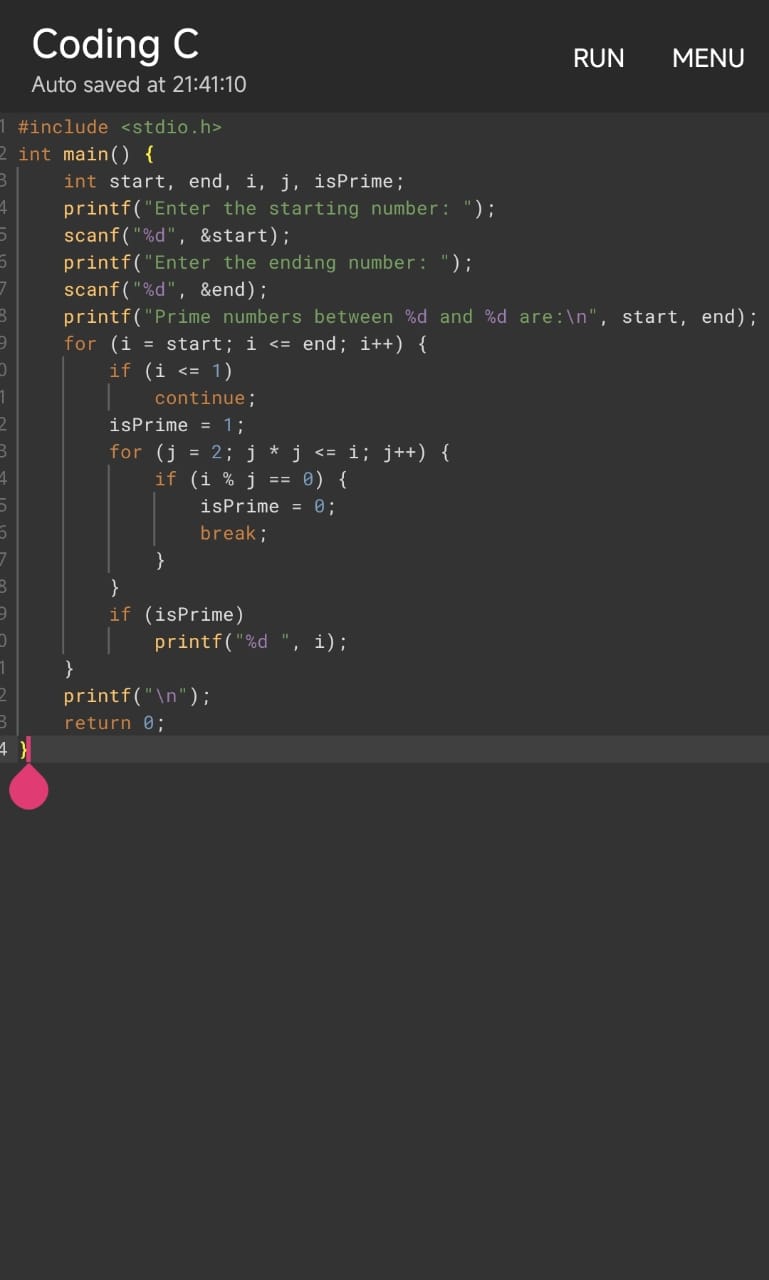 Coding C
RUN MENU
Auto saved at 21:41:10
1 #include <stdio.h>
2 int main() {
3     int start, end, i, j, isPrime;
4     printf("Enter the starting number: ");
5     scanf("%d", &start);
6     printf("Enter the ending number: ");
7     scanf("%d", &end);
8     printf("Prime numbers between %d and %d are:\n", start, end);
9     for (i = start; i <= end; i++) {
0         if (i <= 1)
1             continue;
2         isPrime = 1;
3         for (j = 2; j * j <= i; j++) {
4             if (i % j == 0) {
5                 isPrime = 0;
6                 break;
7             }
8         }
9         if (isPrime)
0             printf("%d ", i);
1     }
2     printf("\n");
3     return 0;
4 }